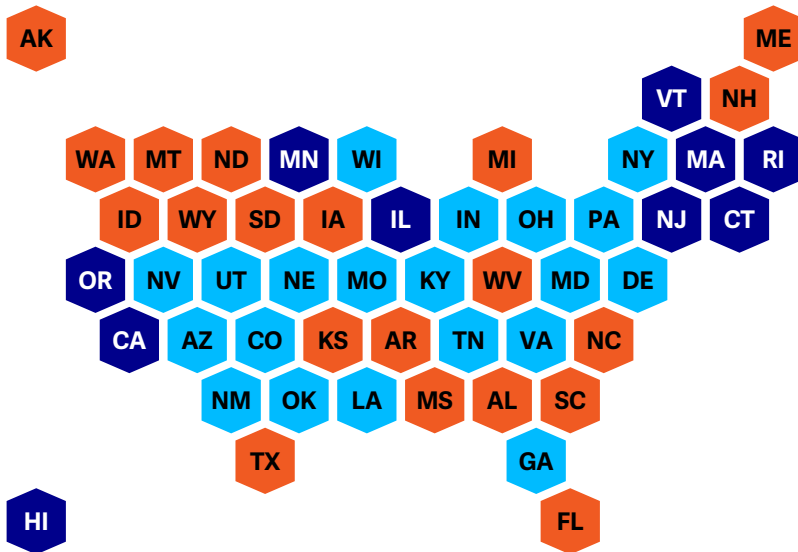 AK ME
VT NH
WA MT ND MN WI MI NY MA RI
ID WY SD IA IL IN OH PA NJ CT
OR NV UT NE MO KY WV MD DE
CA AZ CO KS AR TN VA NC
NM OK LA MS AL SC
TX GA
HI FL